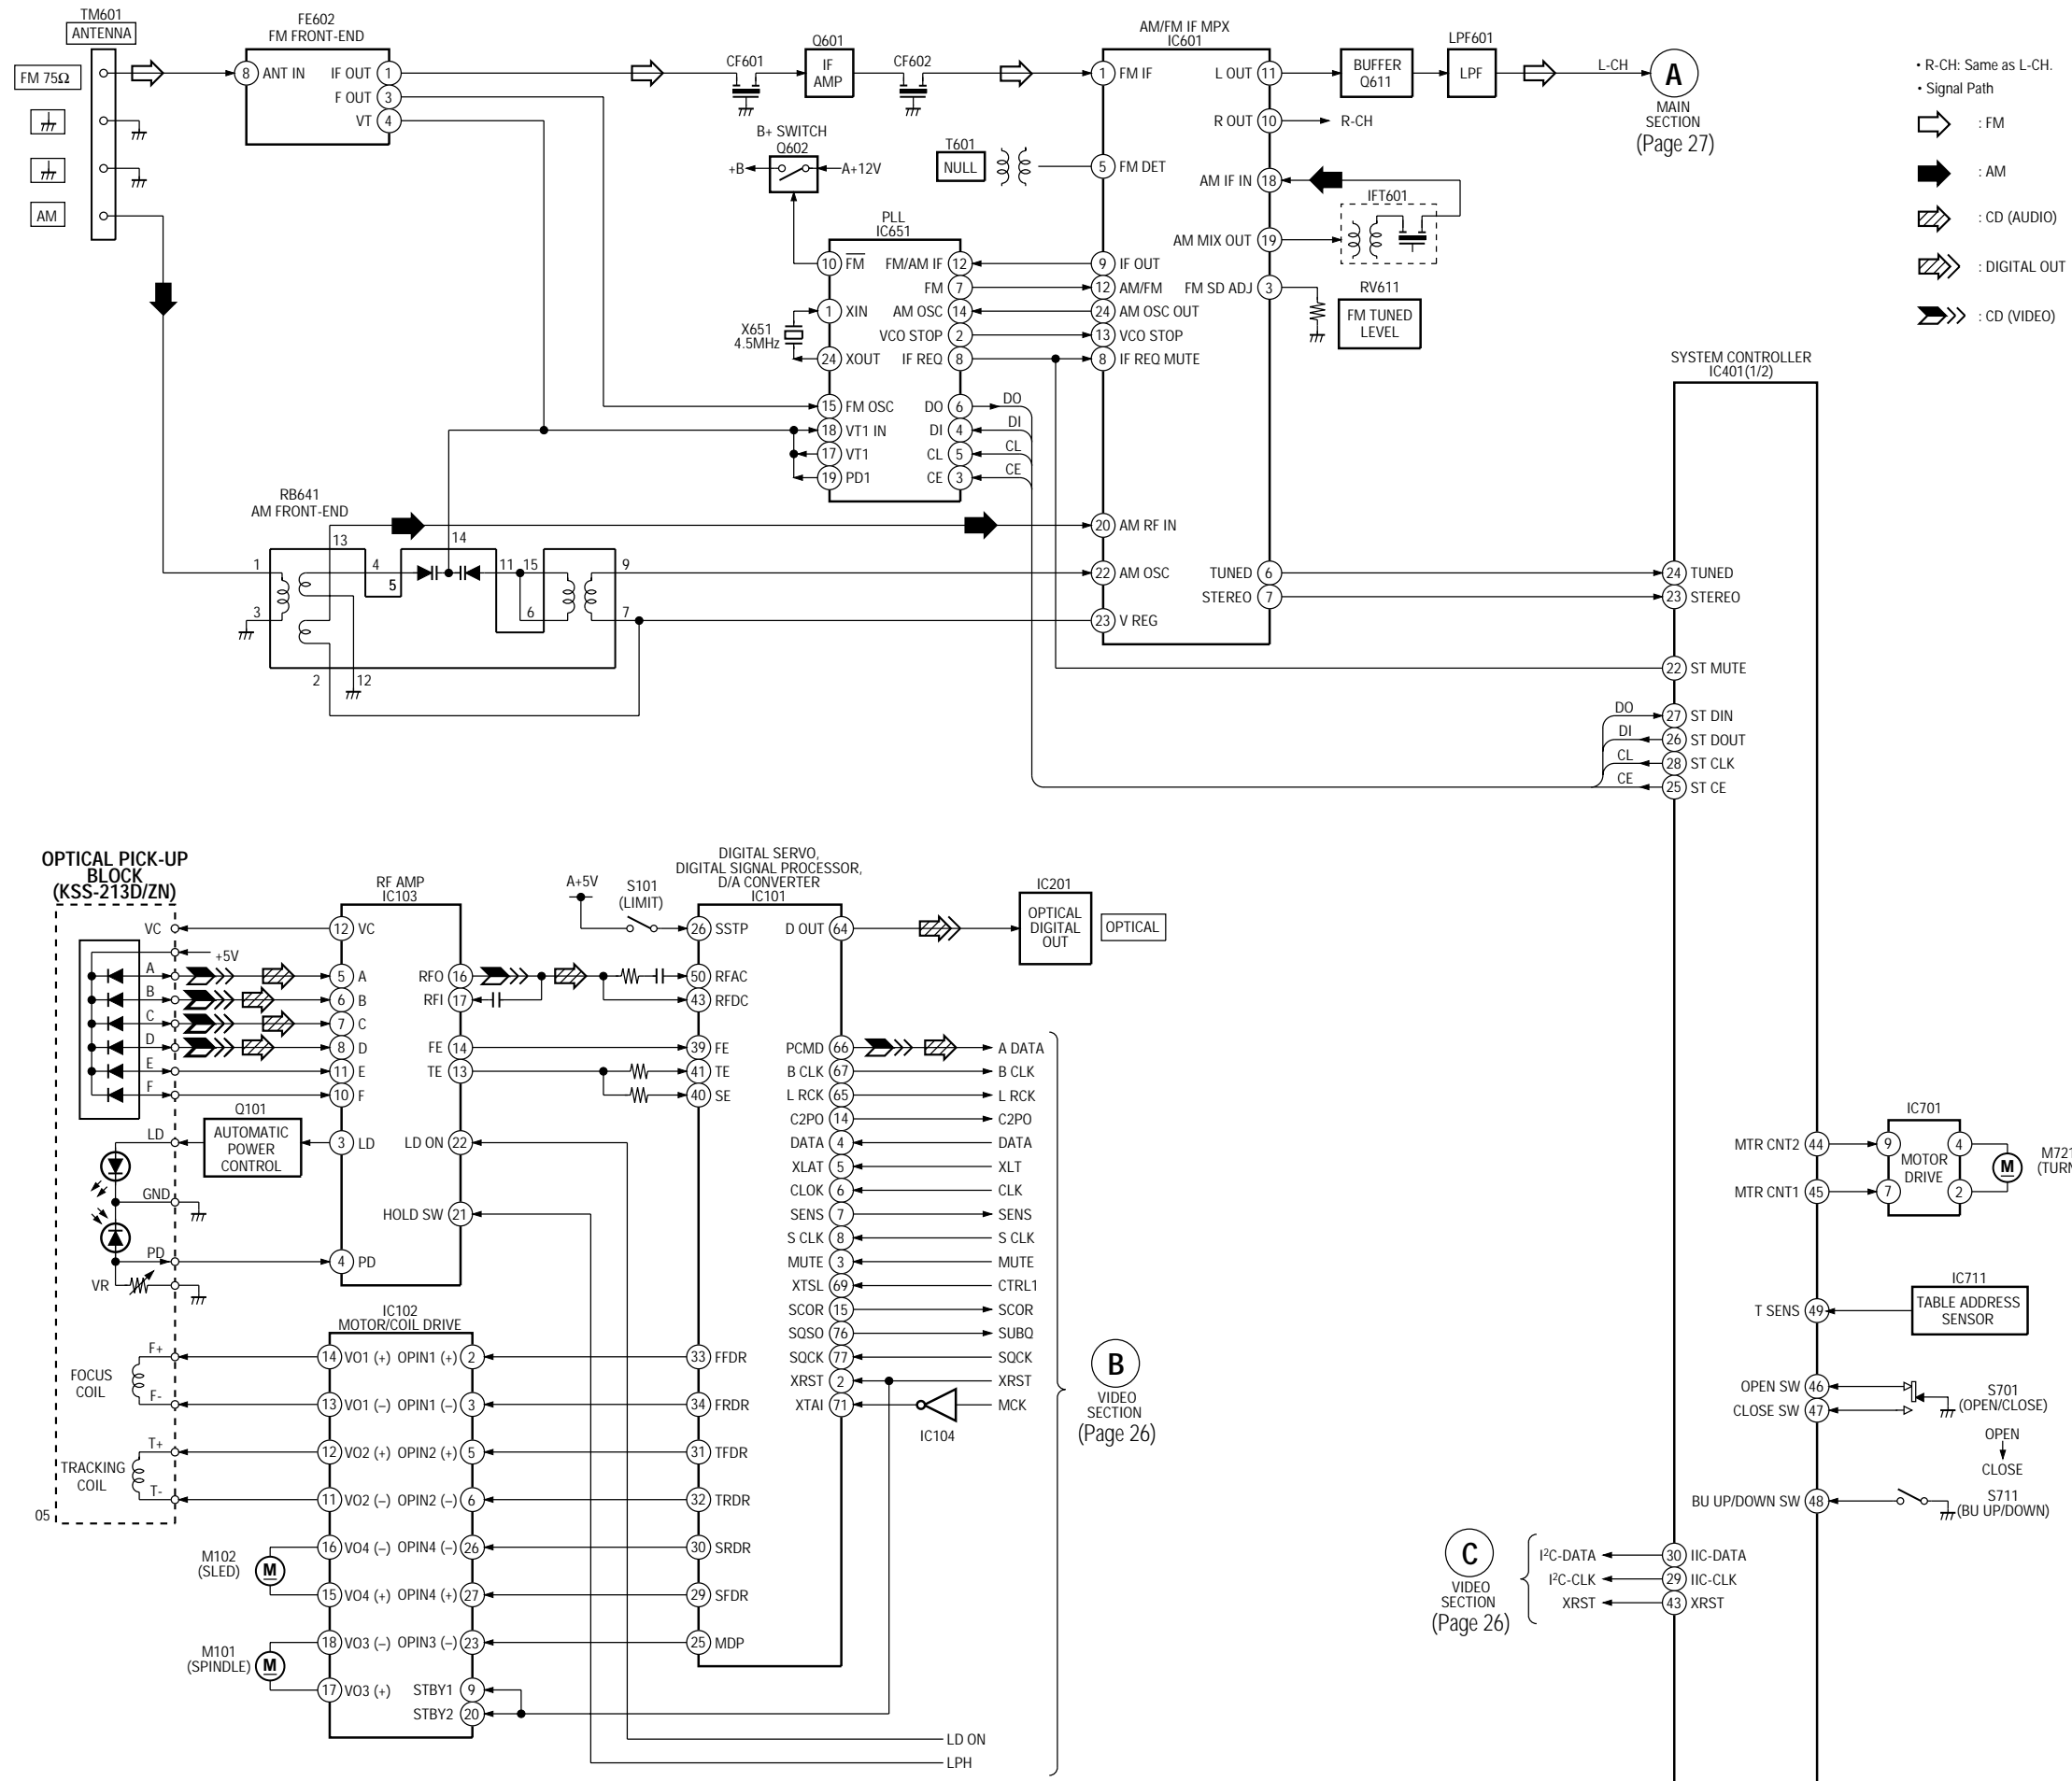 TM601
ANTENNA
FM 75Ω
AM
FE602
FM FRONT-END
8 ANT IN
IF OUT 1
F OUT 3
VT 4
CF601
Q601
IF
AMP
CF602
B+ SWITCH
Q602
+B
A+12V
T601
NULL
AM/FM IF MPX
IC601
1 FM IF
5 FM DET
9 IF OUT
12 AM/FM
24 AM OSC OUT
13 VCO STOP
8 IF REQ MUTE
20 AM RF IN
22 AM OSC
23 V REG
L OUT 11
R OUT 10
R-CH
AM IF IN 18
AM MIX OUT 19
FM SD ADJ 3
TUNED 6
STEREO 7
IFT601
RV611
FM TUNED
LEVEL
BUFFER
Q611
LPF601
LPF
L-CH
A
MAIN
SECTION
(Page 27)
• R-CH: Same as L-CH.
• Signal Path
: FM
: AM
: CD (AUDIO)
: DIGITAL OUT
: CD (VIDEO)
PLL
IC651
10 FM
1 XIN
24 XOUT
15 FM OSC
18 VT1 IN
17 VT1
19 PD1
FM/AM IF 12
FM 7
AM OSC 14
VCO STOP 2
IF REQ 8
DO 6 DO
DI 4 DI
CL 5 CL
CE 3 CE
X651
4.5MHz
RB641
AM FRONT-END
13
14
1
4
5
11 15
9
3
6
7
2
12
SYSTEM CONTROLLER
IC401(1/2)
24 TUNED
23 STEREO
22 ST MUTE
DO 27 ST DIN
DI 26 ST DOUT
CL 28 ST CLK
CE 25 ST CE
OPTICAL PICK-UP
BLOCK
(KSS-213D/ZN)
VC
+5V
A
B
C
D
E
F
LD
GND
PD
VR
F+
FOCUS
COIL
F-
T+
TRACKING
COIL
T-
05
Q101
AUTOMATIC
POWER
CONTROL
RF AMP
IC103
12 VC
5 A
6 B
7 C
8 D
11 E
10 F
3 LD
4 PD
RFO 16
RFI 17
FE 14
TE 13
LD ON 22
HOLD SW 21
A+5V
S101
(LIMIT)
DIGITAL SERVO,
DIGITAL SIGNAL PROCESSOR,
D/A CONVERTER
IC101
26 SSTP
50 RFAC
43 RFDC
39 FE
41 TE
40 SE
33 FFDR
34 FRDR
31 TFDR
32 TRDR
30 SRDR
29 SFDR
25 MDP
D OUT 64
PCMD 66 A DATA
B CLK 67 B CLK
L RCK 65 L RCK
C2PO 14 C2PO
DATA 4 DATA
XLAT 5 XLT
CLOK 6 CLK
SENS 7 SENS
S CLK 8 S CLK
MUTE 3 MUTE
XTSL 69 CTRL1
SCOR 15 SCOR
SQSO 76 SUBQ
SQCK 77 SQCK
XRST 2 XRST
XTAI 71 MCK
IC104
IC201
OPTICAL
DIGITAL
OUT
OPTICAL
B
VIDEO
SECTION
(Page 26)
IC102
MOTOR/COIL DRIVE
14 VO1 (+) OPIN1 (+) 2
13 VO1 (–) OPIN1 (–) 3
12 VO2 (+) OPIN2 (+) 5
11 VO2 (–) OPIN2 (–) 6
16 VO4 (–) OPIN4 (–) 26
15 VO4 (+) OPIN4 (+) 27
18 VO3 (–) OPIN3 (–) 23
17 VO3 (+) STBY1 9
STBY2 20
M102
(SLED)
M
M101
(SPINDLE)
M
LD ON
LPH
MTR CNT2 44
MTR CNT1 45
IC701
9 4
MOTOR
DRIVE
7 2
M
M721
(TURN
T SENS 49
IC711
TABLE ADDRESS
SENSOR
OPEN SW 46
CLOSE SW 47
S701
(OPEN/CLOSE)
OPEN
CLOSE
BU UP/DOWN SW 48
S711
(BU UP/DOWN)
C
VIDEO
SECTION
(Page 26)
I²C-DATA 30 IIC-DATA
I²C-CLK 29 IIC-CLK
XRST 43 XRST